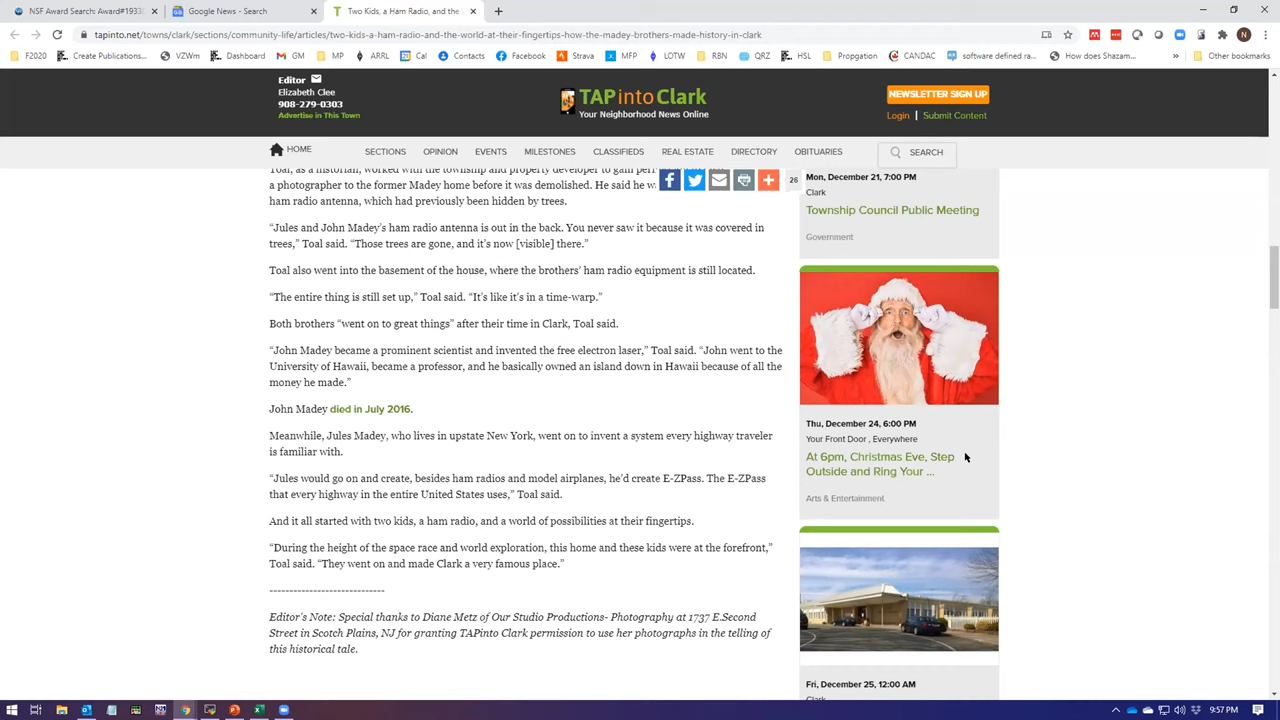 NSF Award Search: Award#1933
Google News - Search
Two Kids, a Ham Radio, and the
tapinto.net/towns/clark/sections/community-life/articles/two-kids-a-ham-radio-and-the-world-at-their-fingertips-how-the-madey-brothers-made-history-in-clark
F2020
Create Publications...
VZWm
Dashboard
GM
MP
ARRL
Cal
Contacts
Facebook
Strava
MFP
LOTW
RBN
QRZ
HSL
Propgation
CANDAC
software defined ra...
How does Shazam...
Other bookmarks
Editor
Elizabeth Clee
908-279-0303
Advertise in This Town
TAPintoClark
Your Neighborhood News Online
NEWSLETTER SIGN UP
Login | Submit Content
HOME
SECTIONS
OPINION
EVENTS
MILESTONES
CLASSIFIEDS
REAL ESTATE
DIRECTORY
OBITUARIES
SEARCH
Toal, as a historian, worked with the township and property developer to gain per
a photographer to the former Madey home before it was demolished. He said he w
ham radio antenna, which had previously been hidden by trees.
26
“Jules and John Madey’s ham radio antenna is out in the back. You never saw it because it was covered in
trees,” Toal said. “Those trees are gone, and it’s now [visible] there.”
Toal also went into the basement of the house, where the brothers’ ham radio equipment is still located.
“The entire thing is still set up,” Toal said. “It’s like it’s in a time-warp.”
Both brothers “went on to great things” after their time in Clark, Toal said.
“John Madey became a prominent scientist and invented the free electron laser,” Toal said. “John went to the
University of Hawaii, became a professor, and he basically owned an island down in Hawaii because of all the
money he made.”
John Madey died in July 2016.
Meanwhile, Jules Madey, who lives in upstate New York, went on to invent a system every highway traveler
is familiar with.
“Jules would go on and create, besides ham radios and model airplanes, he’d create E-ZPass. The E-ZPass
that every highway in the entire United States uses,” Toal said.
And it all started with two kids, a ham radio, and a world of possibilities at their fingertips.
“During the height of the space race and world exploration, this home and these kids were at the forefront,”
Toal said. “They went on and made Clark a very famous place.”
----------------------------
Editor’s Note: Special thanks to Diane Metz of Our Studio Productions- Photography at 1737 E.Second
Street in Scotch Plains, NJ for granting TAPinto Clark permission to use her photographs in the telling of
this historical tale.
Mon, December 21, 7:00 PM
Clark
Township Council Public Meeting
Government
Thu, December 24, 6:00 PM
Your Front Door , Everywhere
At 6pm, Christmas Eve, Step
Outside and Ring Your ...
Arts & Entertainment
Fri, December 25, 12:00 AM
Clark
9:57 PM